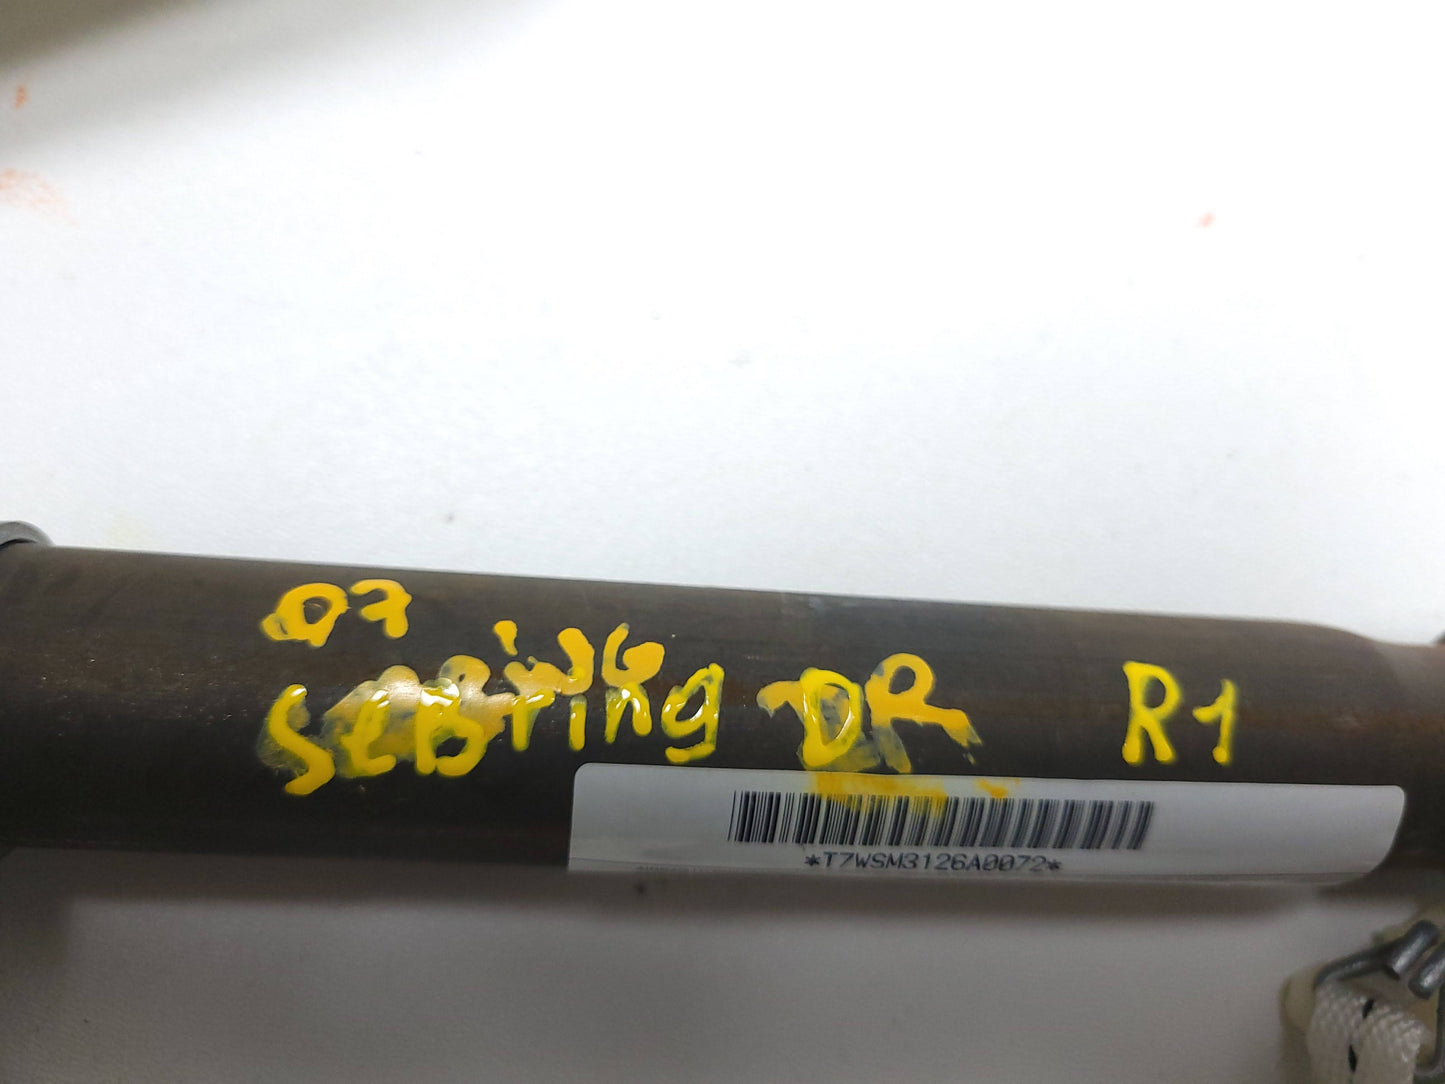 07
SeBring DR R1
*T7WSM3126A0072*